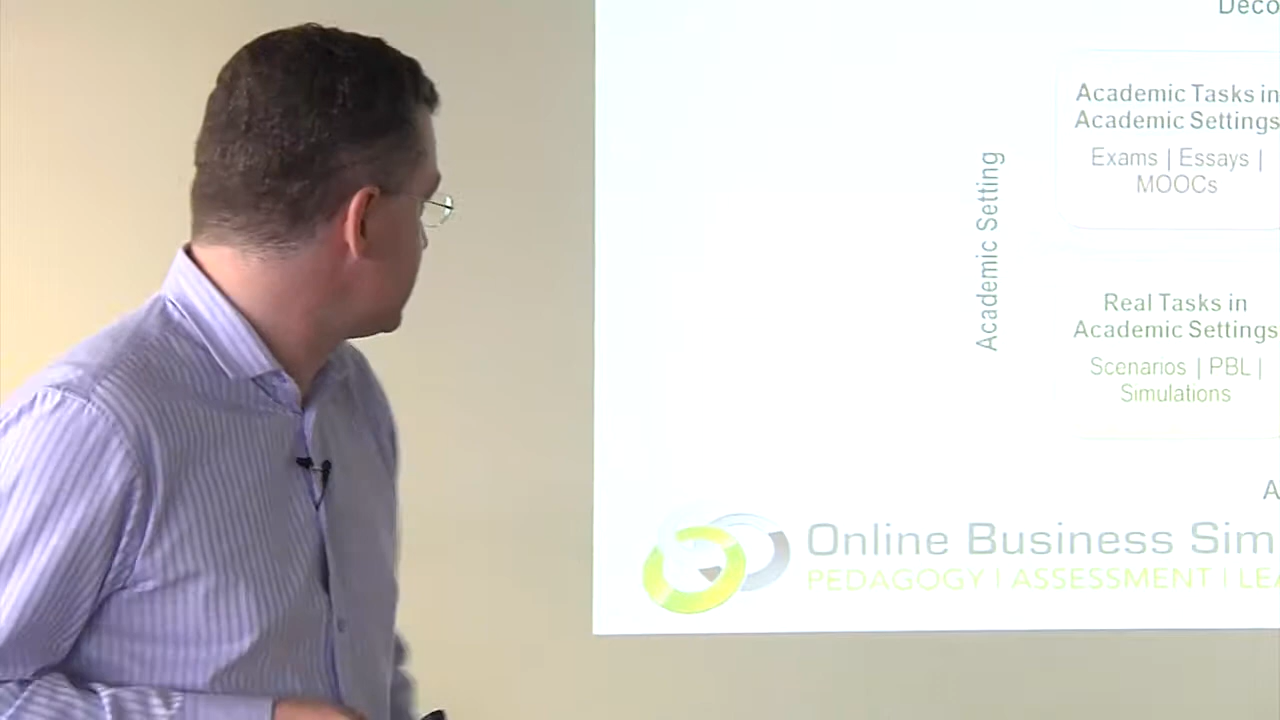 Deco
Academic Tasks in
Academic Settings
Exams | Essays |
MOOCs
Academic Setting
Real Tasks in
Academic Settings
Scenarios | PBL |
Simulations
A
Online Business Sim
PEDAGOGY | ASSESSMENT | LEA